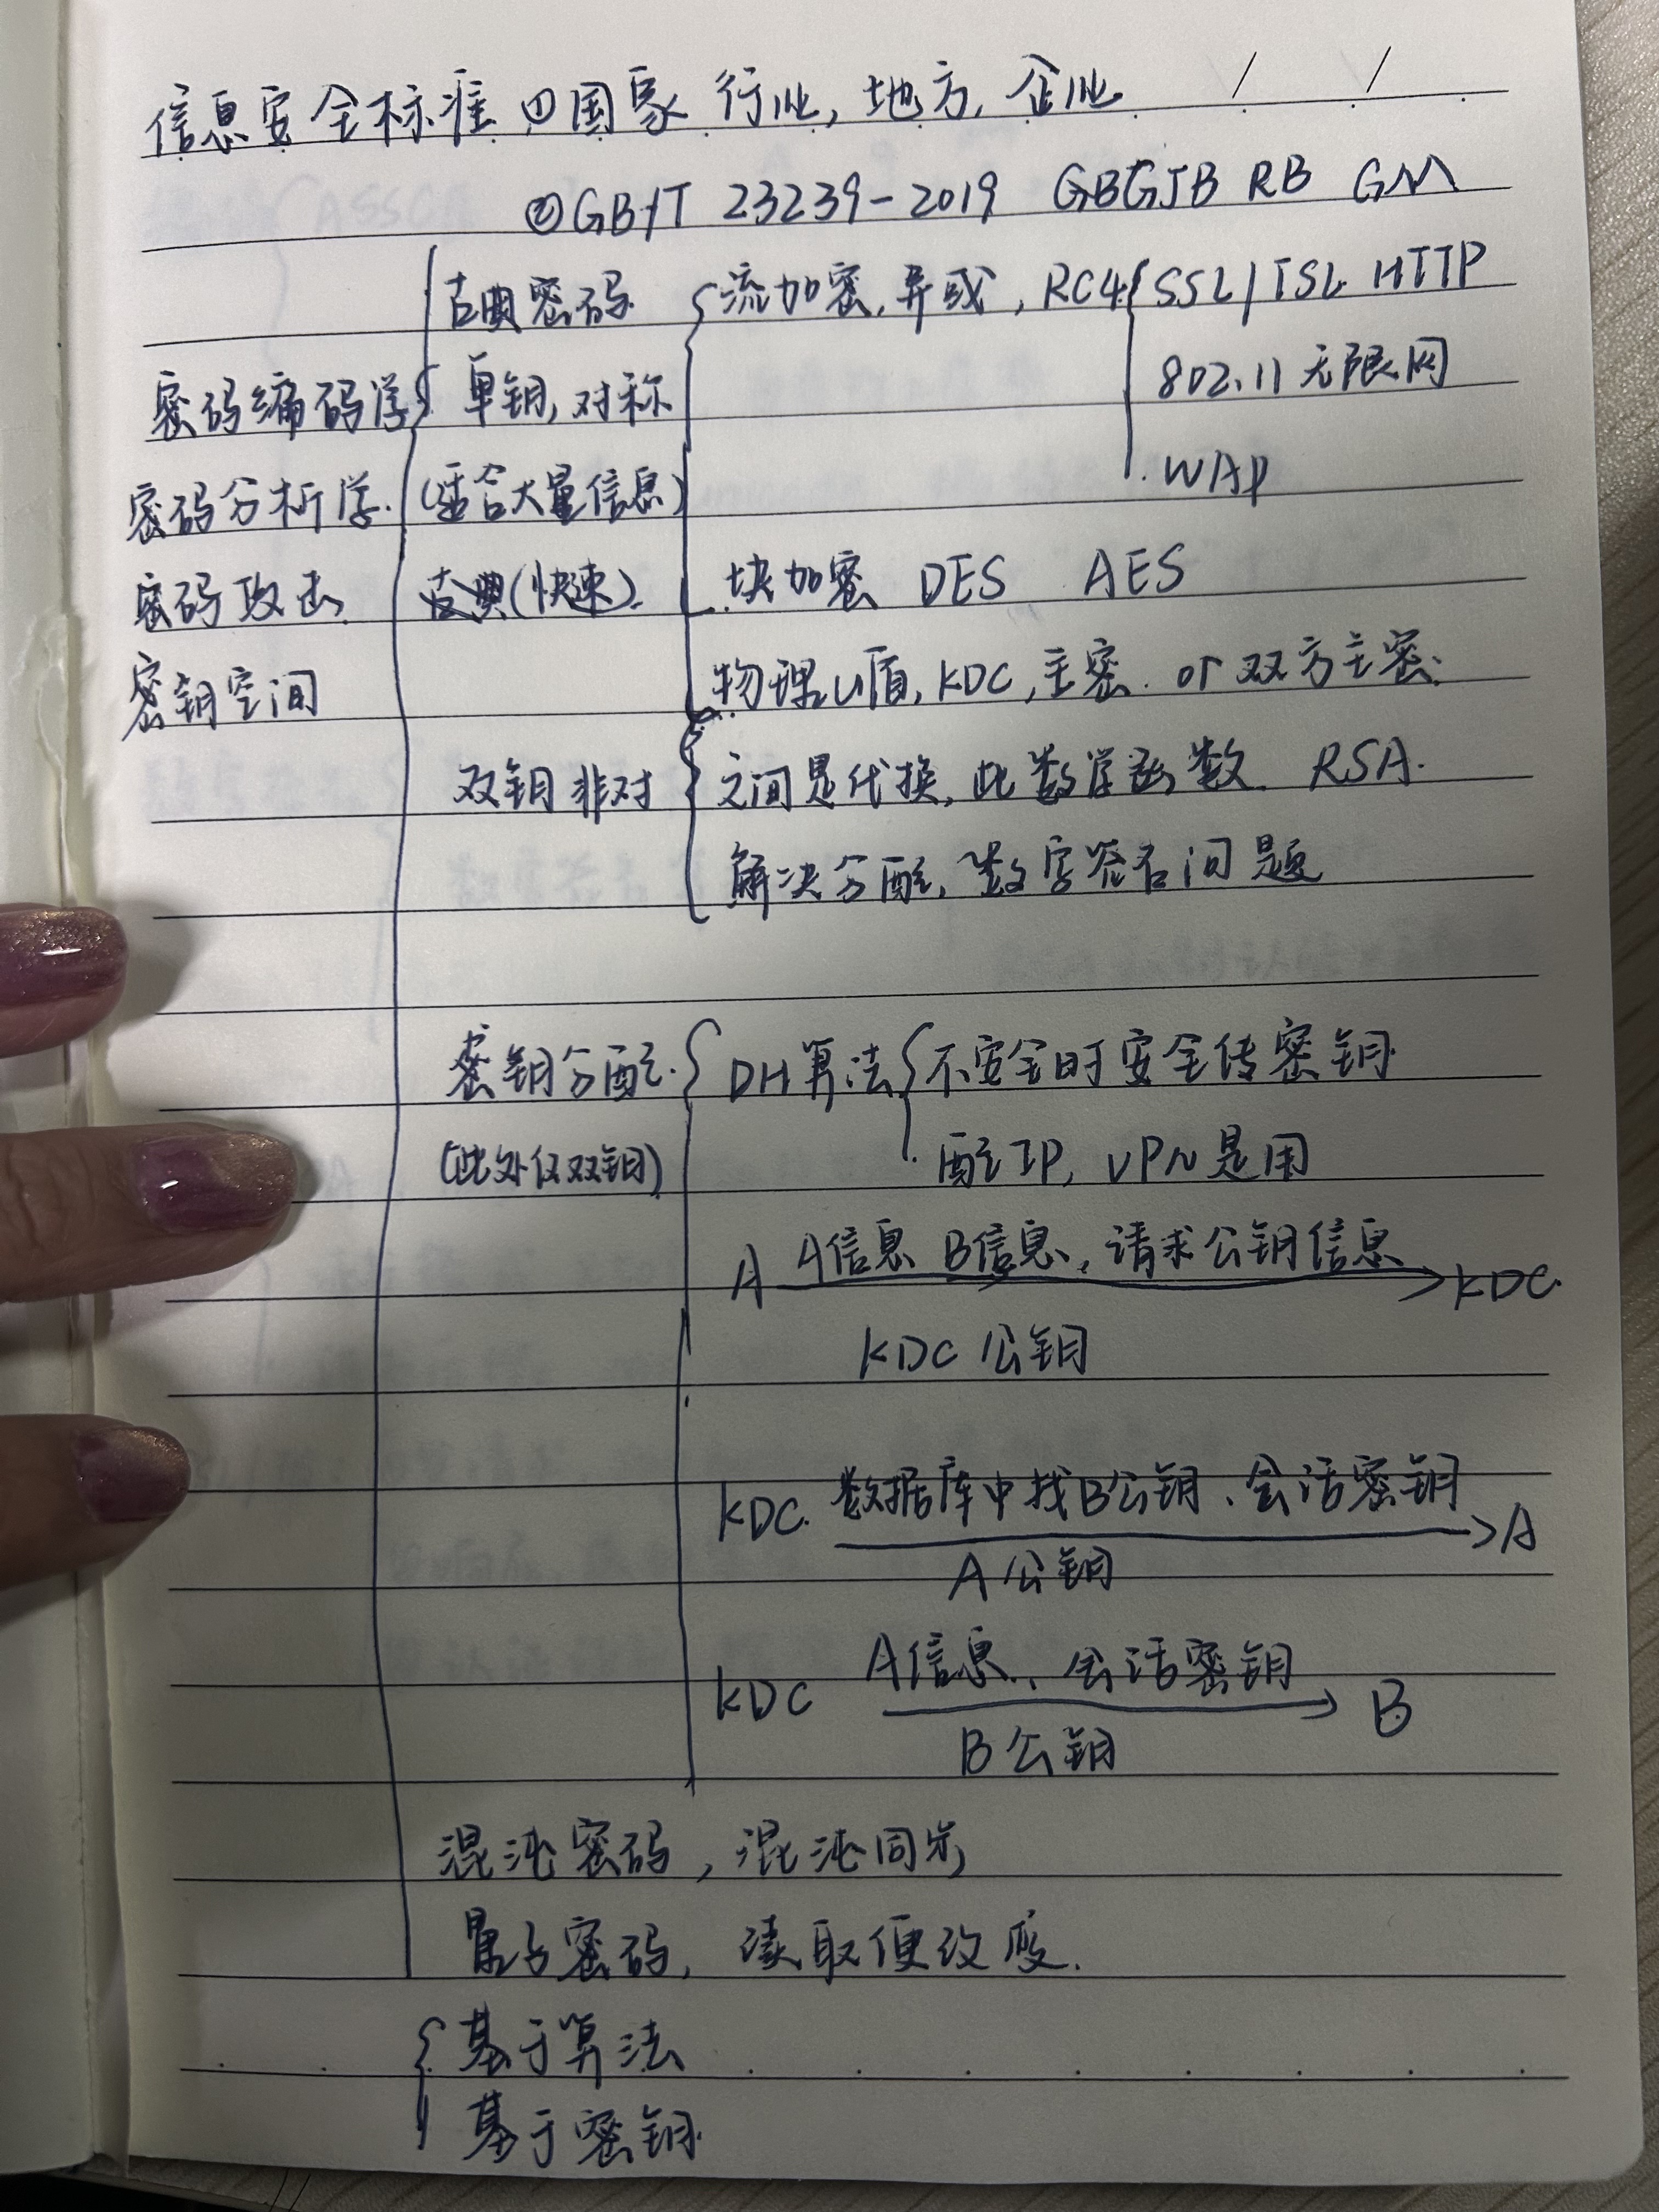 信息安全标准 ①国家 行业, 地方, 企业
②GB/T 23239-2019 GBGJB RB GM
古典密码 流加密, 异或, RC4 SSL/TSL HTTP
802.11 无限网
密码编码学 单钥, 对称
WAP
密码分析学. (适合大量信息)
密码攻击 古典(快速). 块加密 DES AES
密钥空间 物理U盾, KDC, 主密. or 双方主密;
双钥非对 之间是代换, 此数学函数. RSA.
解决分配, 数字签名问题
密钥分配. DH算法 不安全时安全传密钥
(此外仅双钥) 配IP, VPN是用
A A信息 B信息, 请求公钥信息 KDC.
KDC 公钥
KDC. 数据库中找B公钥、会话密钥 A
A公钥
KDC A信息、会话密钥 B
B公钥
混沌密码, 混沌同步
量子密码, 读取便改变.
基于算法
基于密钥